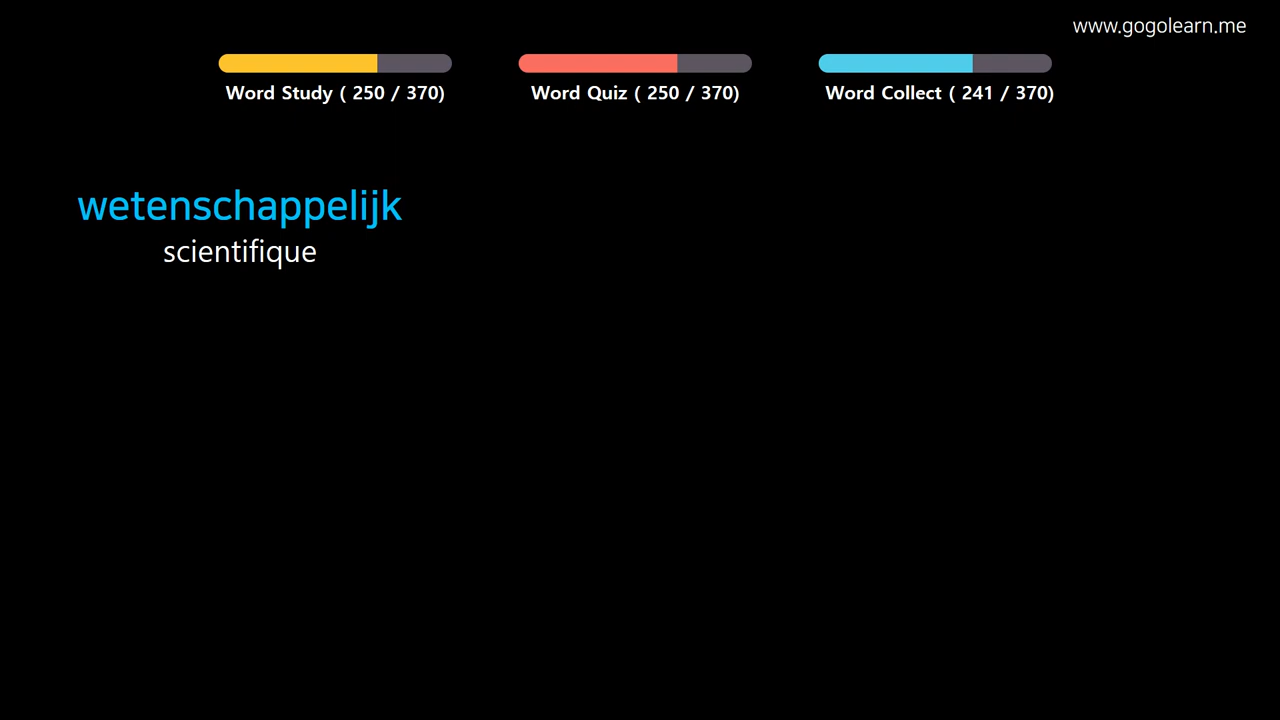 www.gogolearn.me
Word Study ( 250 / 370)
Word Quiz ( 250 / 370)
Word Collect ( 241 / 370)
wetenschappelijk
scientifique